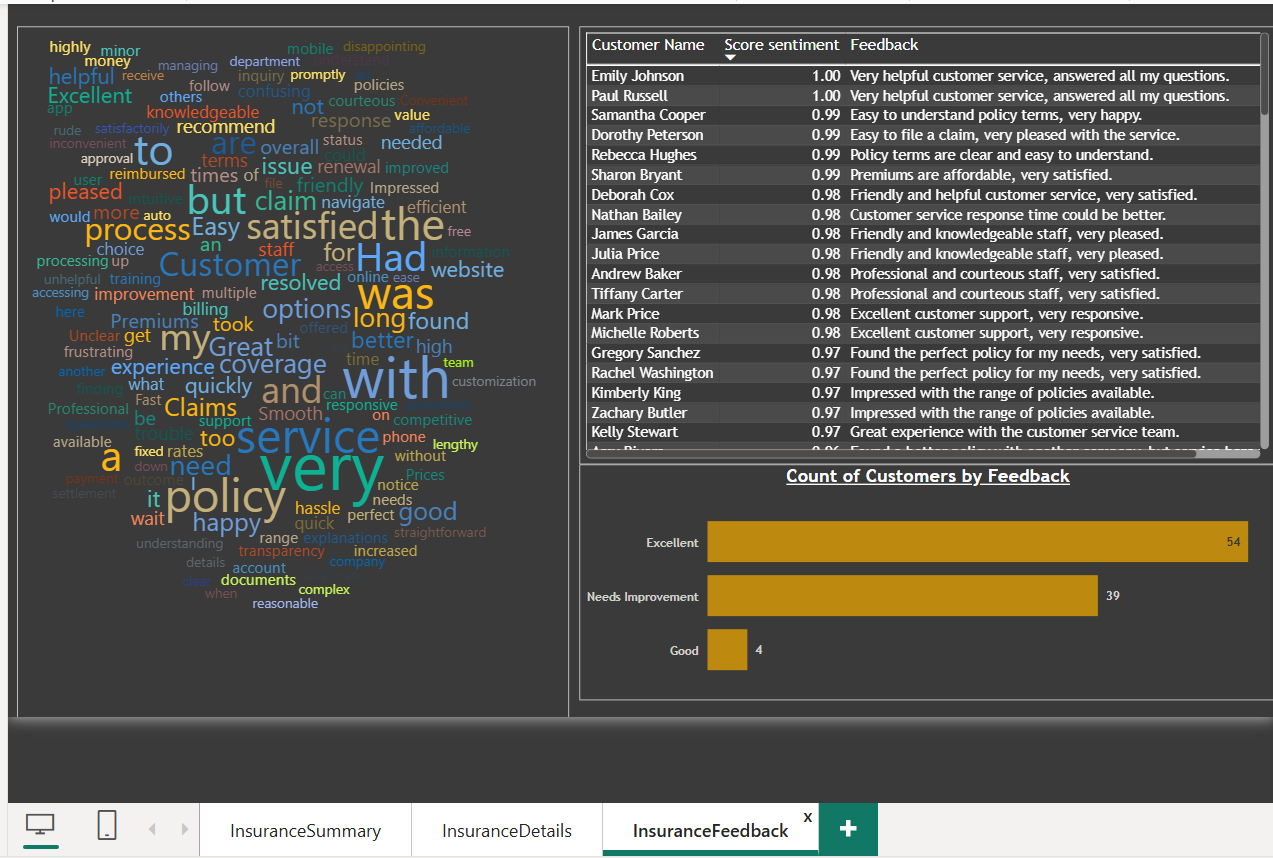 highly minor mobile disappointing
money managing department understand
helpful receive inquiry promptly
Excellent follow confusing policies
app others not courteous Convenient
knowledgeable response value
rude satisfactorily recommend affordable
inconvenient to are overall status needed
approval terms issue could renewal improved
user reimbursed times of file friendly Impressed
pleased intuitive but claim navigate efficient
would more auto process Easy satisfied the free
choice an staff for Had information
processing up Customer access website
unhelpful training resolved online ease
accessing improvement multiple was
here billing options long found
Premiums took offered
Unclear get my Great bit better high
frustrating time team
another experience coverage with customization
finding what quickly and can
Professional Fast Claims Smooth responsive
be support on competitive
available trouble too service phone lengthy
a fixed rates without
down need very Prices
payment outcome I notice
settlement it policy needs
wait hassle perfect good
happy quick straightforward
understanding range explanations
transparency increased
details account company
clear documents complex
when reasonable
Customer Name Score sentiment Feedback
Emily Johnson 1.00 Very helpful customer service, answered all my questions.
Paul Russell 1.00 Very helpful customer service, answered all my questions.
Samantha Cooper 0.99 Easy to understand policy terms, very happy.
Dorothy Peterson 0.99 Easy to file a claim, very pleased with the service.
Rebecca Hughes 0.99 Policy terms are clear and easy to understand.
Sharon Bryant 0.99 Premiums are affordable, very satisfied.
Deborah Cox 0.98 Friendly and helpful customer service, very satisfied.
Nathan Bailey 0.98 Customer service response time could be better.
James Garcia 0.98 Friendly and knowledgeable staff, very pleased.
Julia Price 0.98 Friendly and knowledgeable staff, very pleased.
Andrew Baker 0.98 Professional and courteous staff, very satisfied.
Tiffany Carter 0.98 Professional and courteous staff, very satisfied.
Mark Price 0.98 Excellent customer support, very responsive.
Michelle Roberts 0.98 Excellent customer support, very responsive.
Gregory Sanchez 0.97 Found the perfect policy for my needs, very satisfied.
Rachel Washington 0.97 Found the perfect policy for my needs, very satisfied.
Kimberly King 0.97 Impressed with the range of policies available.
Zachary Butler 0.97 Impressed with the range of policies available.
Kelly Stewart 0.97 Great experience with the customer service team.
Count of Customers by Feedback
Excellent 54
Needs Improvement 39
Good 4
InsuranceSummary InsuranceDetails InsuranceFeedback x +